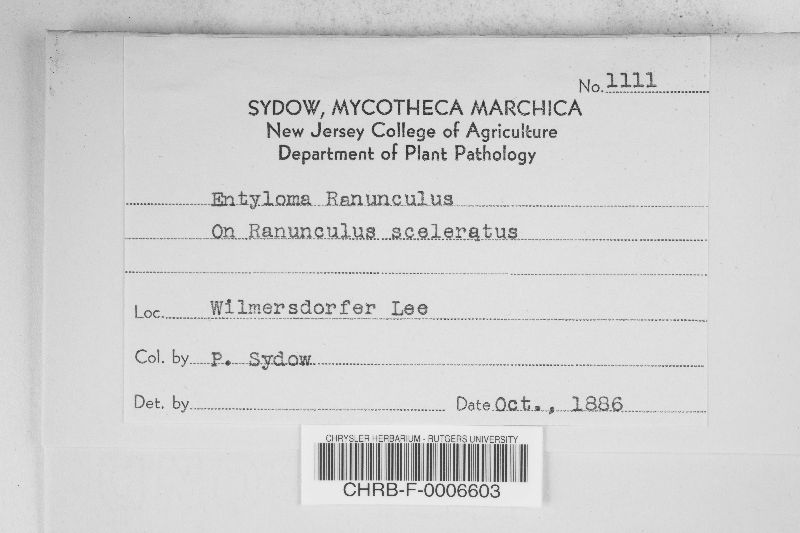 No. 1111
SYDOW, MYCOTHECA MARCHICA
New Jersey College of Agriculture
Department of Plant Pathology
Entyloma Ranunculus
On Ranunculus sceleratus
Loc. Wilmersdorfer Lee
Col. by P. Sydow
Det. by Date Oct., 1886
CHRYSLER HERBARIUM - RUTGERS UNIVERSITY
CHRB-F-0006603